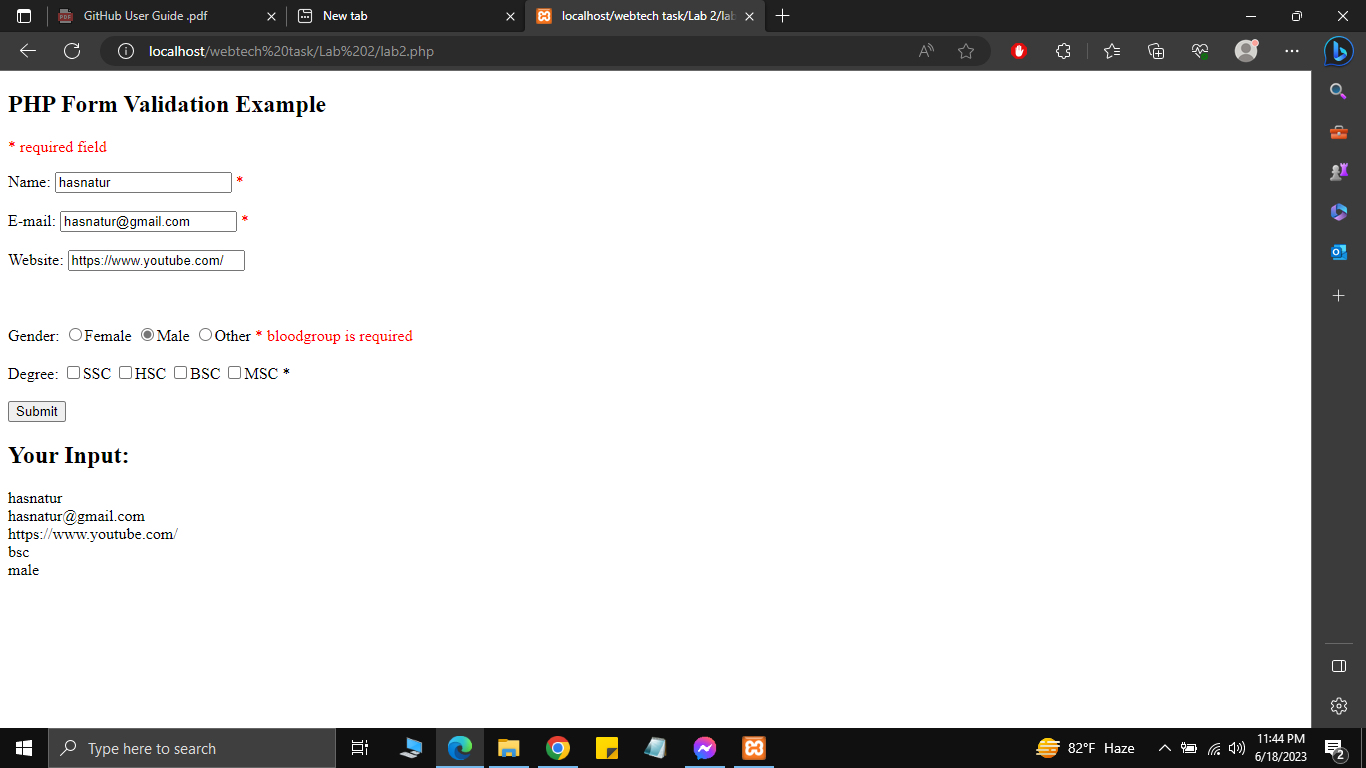 GitHub User Guide .pdf
New tab
localhost/webtech task/Lab 2/lab
localhost/webtech%20task/Lab%202/lab2.php
PHP Form Validation Example
* required field
Name: hasnatur *
E-mail: hasnatur@gmail.com *
Website: https://www.youtube.com/
Gender: Female Male Other * bloodgroup is required
Degree: SSC HSC BSC MSC *
Submit
Your Input:
hasnatur
hasnatur@gmail.com
https://www.youtube.com/
bsc
male
Type here to search
82°F Haze
11:44 PM
6/18/2023
2